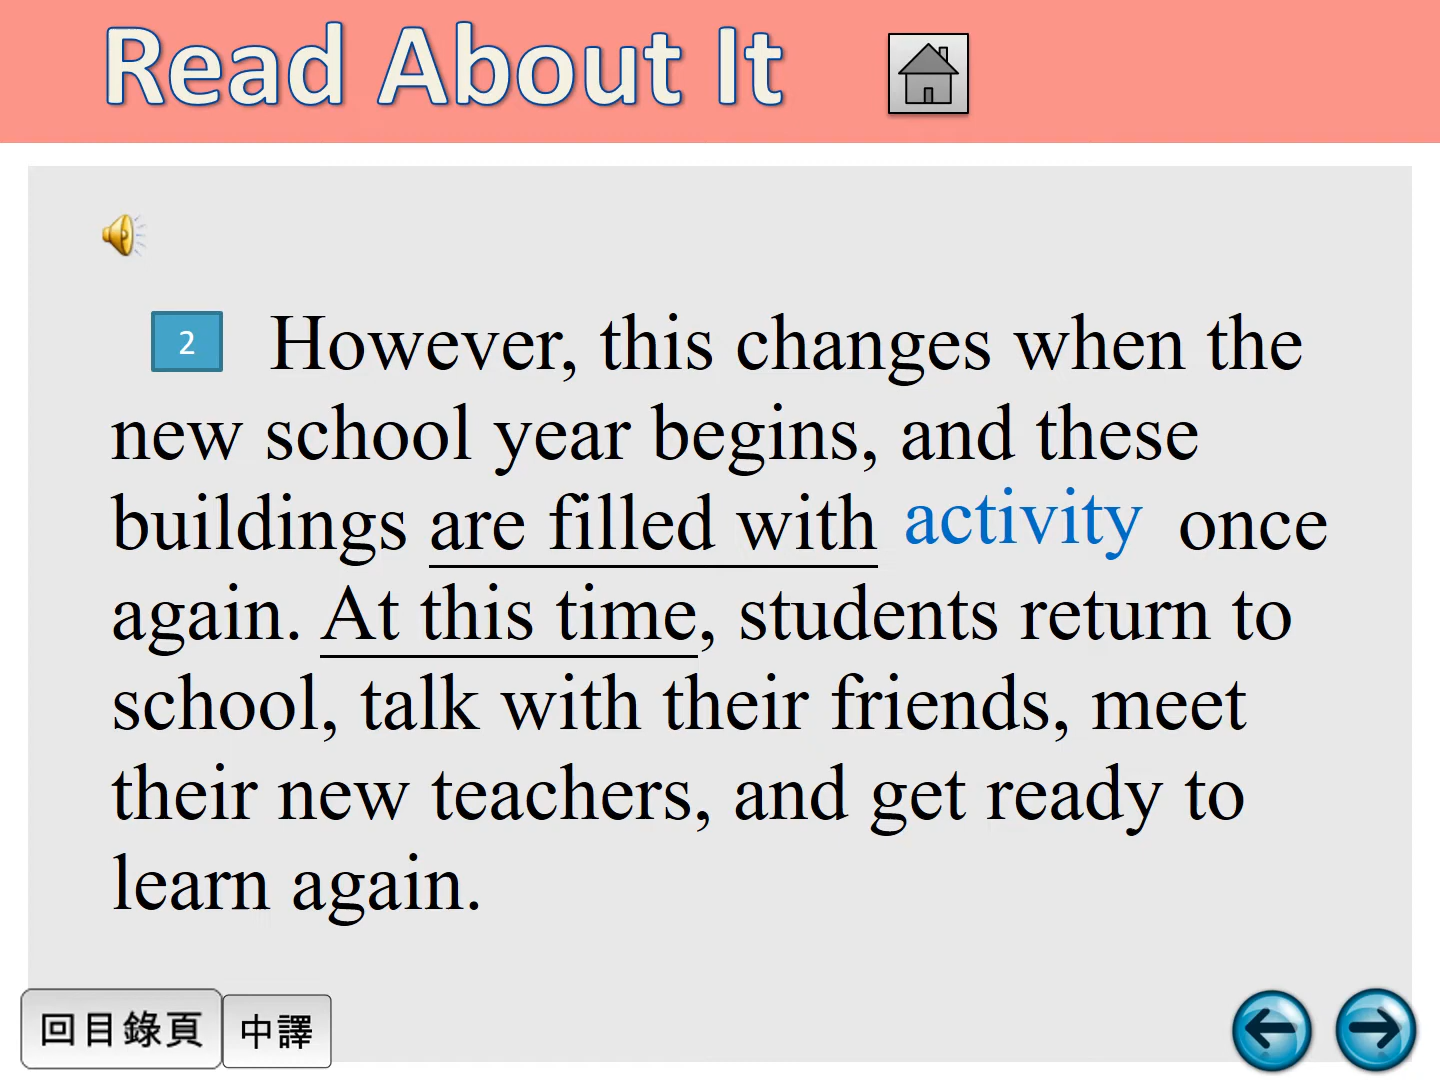 Read About It
2 However, this changes when the
new school year begins, and these
buildings are filled with activity once
again. At this time, students return to
school, talk with their friends, meet
their new teachers, and get ready to
learn again.
回目錄頁 中譯